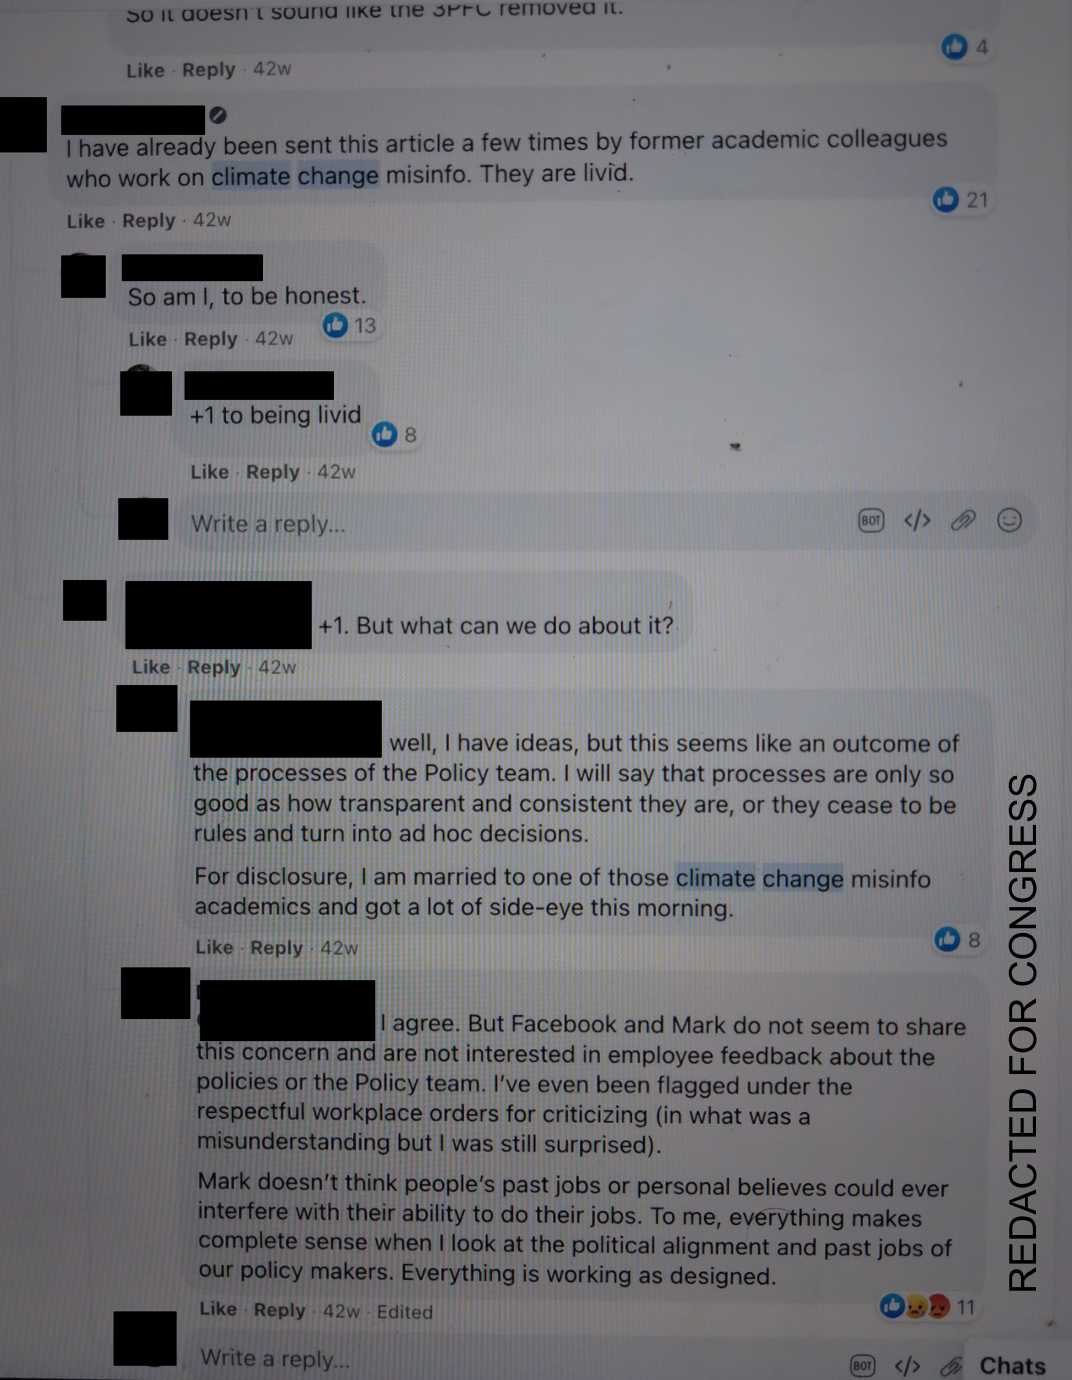 So it doesn't sound like the 3PFC removed it.
4
Like · Reply · 42w
I have already been sent this article a few times by former academic colleagues
who work on climate change misinfo. They are livid.
21
Like · Reply · 42w
So am I, to be honest.
13
Like · Reply · 42w
+1 to being livid
8
Like · Reply · 42w
Write a reply...
BOT </>
+1. But what can we do about it?
Like · Reply · 42w
well, I have ideas, but this seems like an outcome of
the processes of the Policy team. I will say that processes are only so
good as how transparent and consistent they are, or they cease to be
rules and turn into ad hoc decisions.
For disclosure, I am married to one of those climate change misinfo
academics and got a lot of side-eye this morning.
8
Like · Reply · 42w
I agree. But Facebook and Mark do not seem to share
this concern and are not interested in employee feedback about the
policies or the Policy team. I've even been flagged under the
respectful workplace orders for criticizing (in what was a
misunderstanding but I was still surprised).
Mark doesn't think people's past jobs or personal believes could ever
interfere with their ability to do their jobs. To me, everything makes
complete sense when I look at the political alignment and past jobs of
our policy makers. Everything is working as designed.
Like · Reply · 42w · Edited
11
Write a reply...
BOT </>
Chats
REDACTED FOR CONGRESS